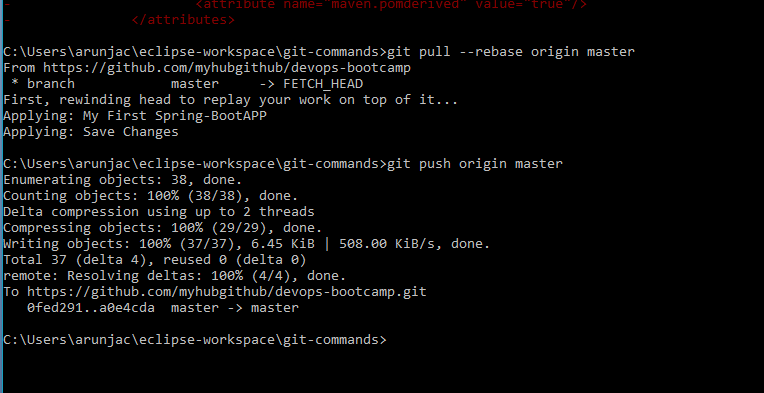 -                       <attribute name="maven.pomderived" value="true"/>
-               </attributes>
C:\Users\arunjac\eclipse-workspace\git-commands>git pull --rebase origin master
From https://github.com/myhubgithub/devops-bootcamp
 * branch            master     -> FETCH_HEAD
First, rewinding head to replay your work on top of it...
Applying: My First Spring-BootAPP
Applying: Save Changes
C:\Users\arunjac\eclipse-workspace\git-commands>git push origin master
Enumerating objects: 38, done.
Counting objects: 100% (38/38), done.
Delta compression using up to 2 threads
Compressing objects: 100% (29/29), done.
Writing objects: 100% (37/37), 6.45 KiB | 508.00 KiB/s, done.
Total 37 (delta 4), reused 0 (delta 0)
remote: Resolving deltas: 100% (4/4), done.
To https://github.com/myhubgithub/devops-bootcamp.git
   0fed291..a0e4cda  master -> master
C:\Users\arunjac\eclipse-workspace\git-commands>